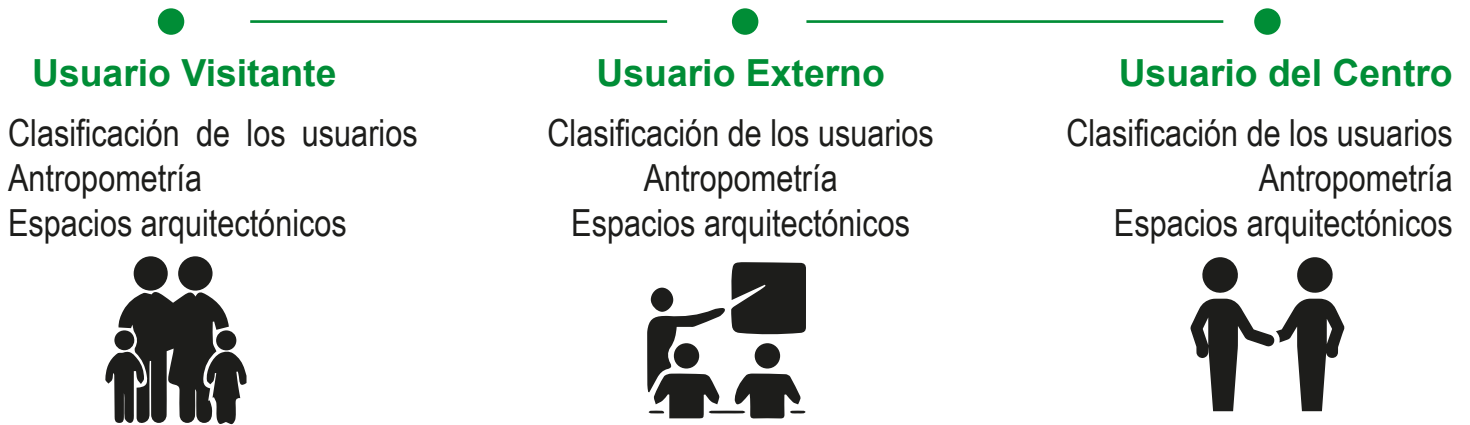 Usuario Visitante
Clasificación de los usuarios
Antropometría
Espacios arquitectónicos
Usuario Externo
Clasificación de los usuarios
Antropometría
Espacios arquitectónicos
Usuario del Centro
Clasificación de los usuarios
Antropometría
Espacios arquitectónicos